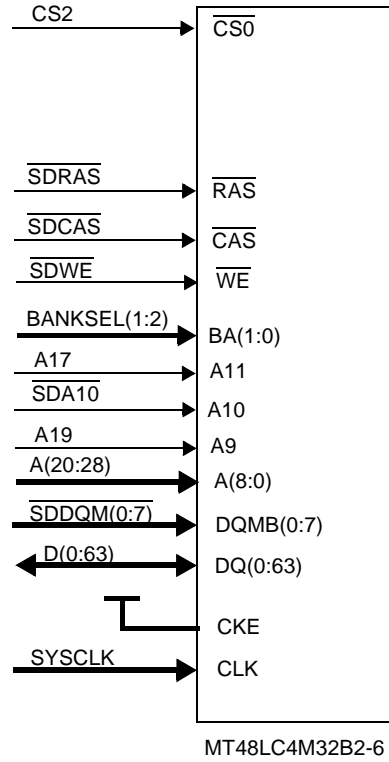 CS2
CS0
SDRAS
RAS
SDCAS
CAS
SDWE
WE
BANKSEL(1:2)
BA(1:0)
A17
A11
SDA10
A10
A19
A9
A(20:28)
A(8:0)
SDDQM(0:7)
DQMB(0:7)
D(0:63)
DQ(0:63)
CKE
SYSCLK
CLK
MT48LC4M32B2-6